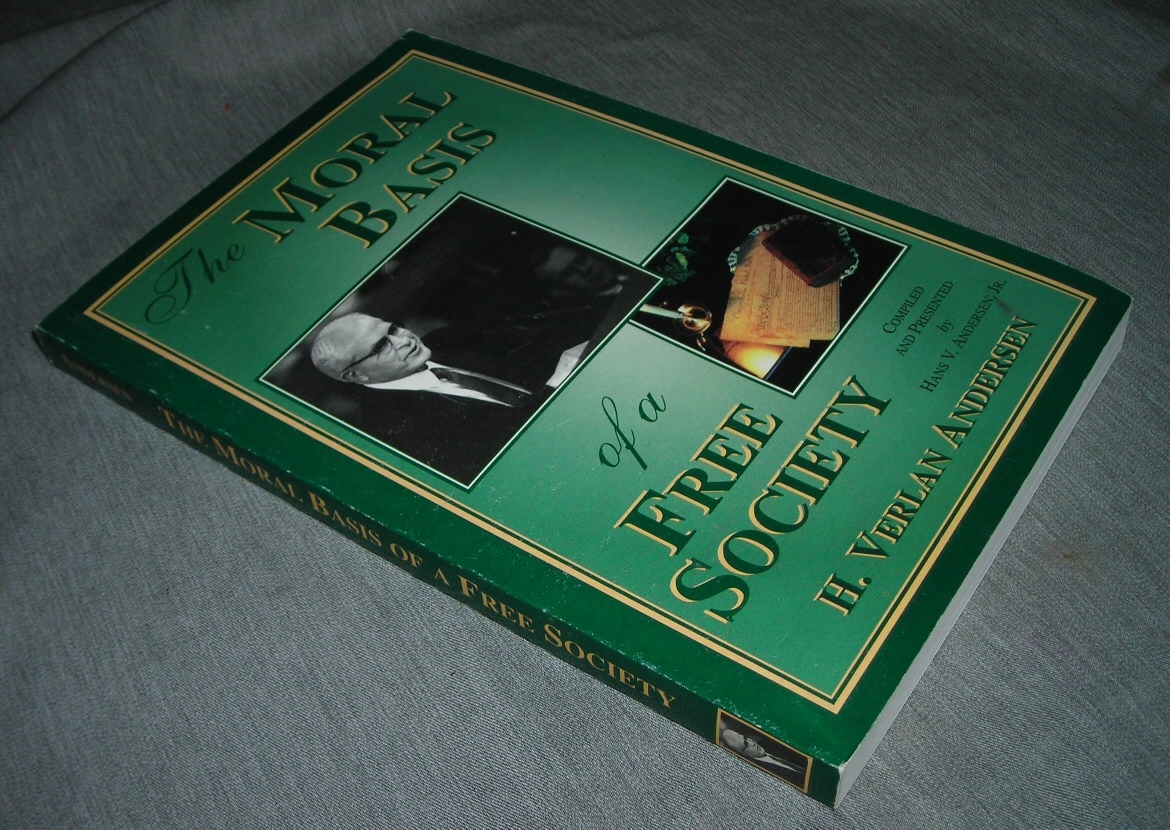 The MORAL
BASIS
of a
FREE
SOCIETY
COMPILED
AND PRESENTED
by
HANS V. ANDERSEN, JR.
H. VERLAN ANDERSEN
THE MORAL BASIS OF A FREE SOCIETY